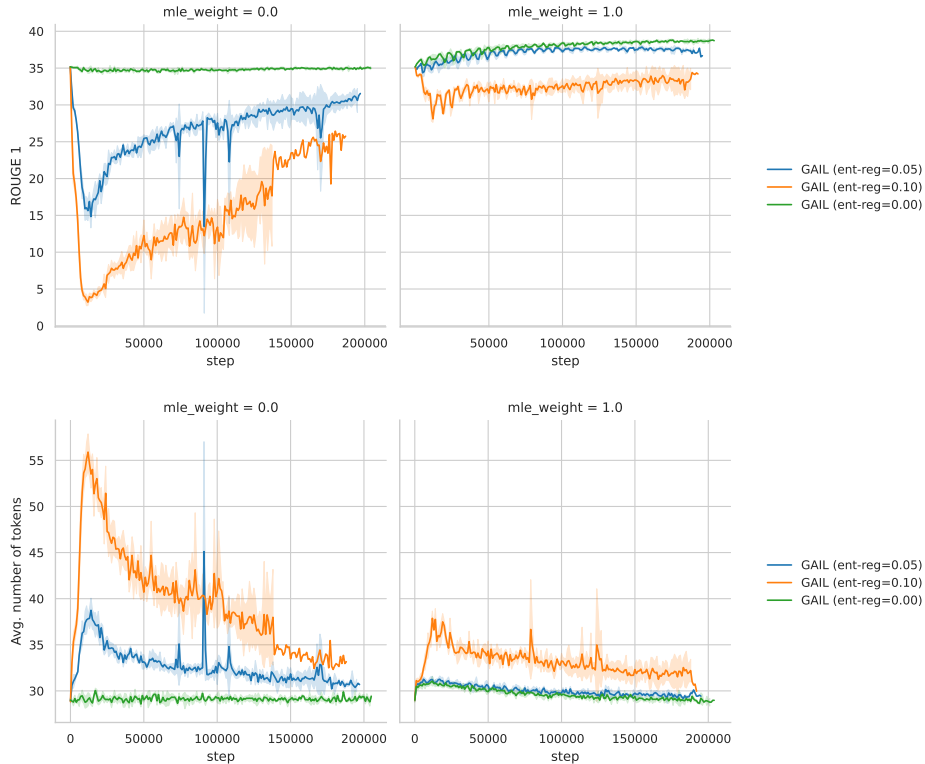 mle_weight = 0.0
mle_weight = 1.0
40
35
30
25
20
15
10
5
0
ROUGE 1
50000 100000 150000 200000
50000 100000 150000 200000
step
step
GAIL (ent-reg=0.05)
GAIL (ent-reg=0.10)
GAIL (ent-reg=0.00)
mle_weight = 0.0
mle_weight = 1.0
55
50
45
40
35
30
Avg. number of tokens
0 50000 100000 150000 200000
0 50000 100000 150000 200000
step
step
GAIL (ent-reg=0.05)
GAIL (ent-reg=0.10)
GAIL (ent-reg=0.00)